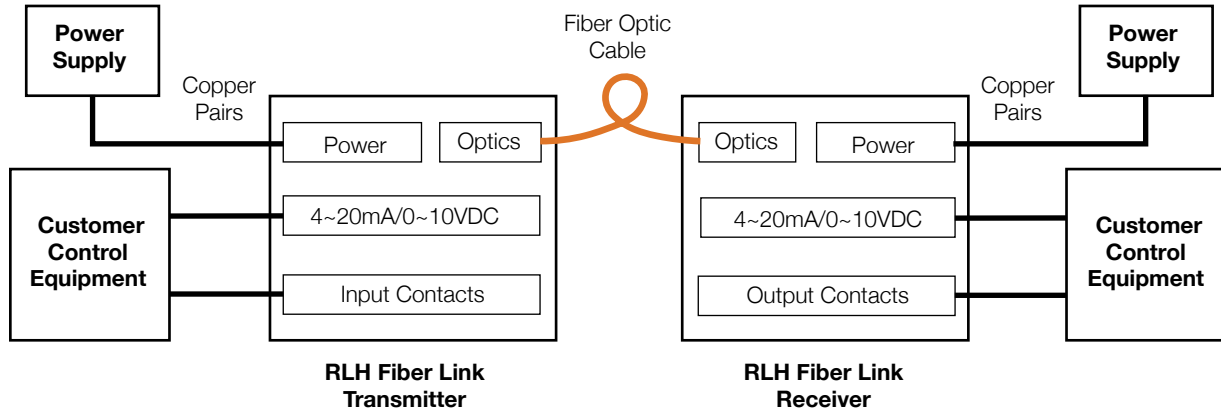 Power
Supply
Copper
Pairs
Fiber Optic
Cable
Copper
Pairs
Power
Supply
Power
Optics
Optics
Power
Customer
Control
Equipment
4~20mA/0~10VDC
Input Contacts
4~20mA/0~10VDC
Output Contacts
Customer
Control
Equipment
RLH Fiber Link
Transmitter
RLH Fiber Link
Receiver